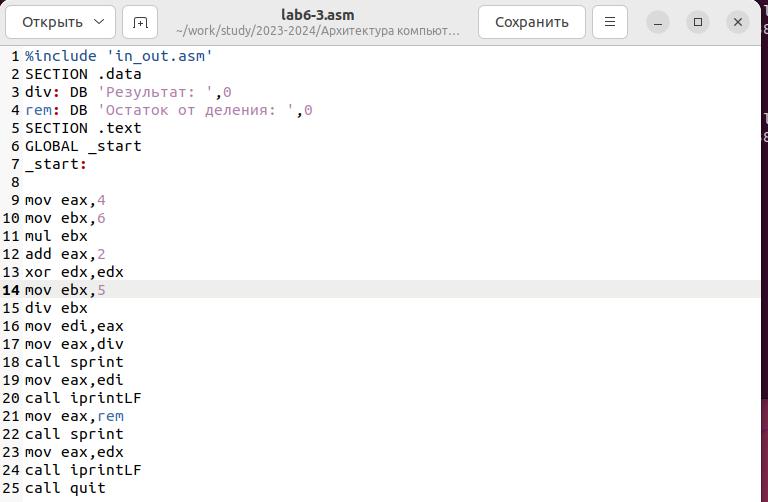 Открыть
lab6-3.asm
~/work/study/2023-2024/Архитектура компьют...
Сохранить
1 %include 'in_out.asm'
2 SECTION .data
3 div: DB 'Результат: ',0
4 rem: DB 'Остаток от деления: ',0
5 SECTION .text
6 GLOBAL _start
7 _start:
8
9 mov eax,4
10 mov ebx,6
11 mul ebx
12 add eax,2
13 xor edx,edx
14 mov ebx,5
15 div ebx
16 mov edi,eax
17 mov eax,div
18 call sprint
19 mov eax,edi
20 call iprintLF
21 mov eax,rem
22 call sprint
23 mov eax,edx
24 call iprintLF
25 call quit